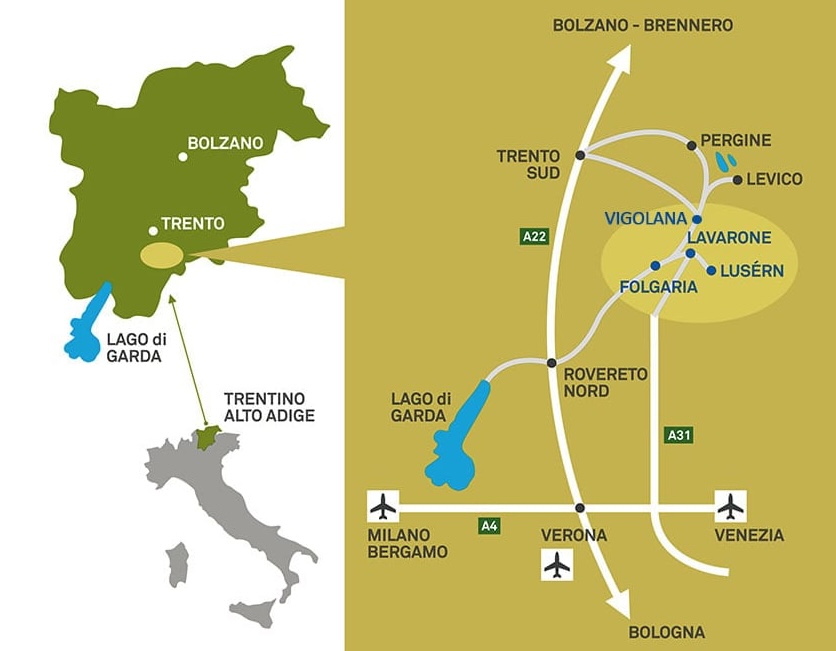 BOLZANO
TRENTO
LAGO di
GARDA
TRENTINO
ALTO ADIGE
BOLZANO - BRENNERO
TRENTO
SUD
PERGINE
LEVICO
VIGOLANA
LAVARONE
LUSÉRN
FOLGARIA
A22
ROVERETO
NORD
LAGO di
GARDA
A31
A4
MILANO
BERGAMO
VERONA
VENEZIA
BOLOGNA